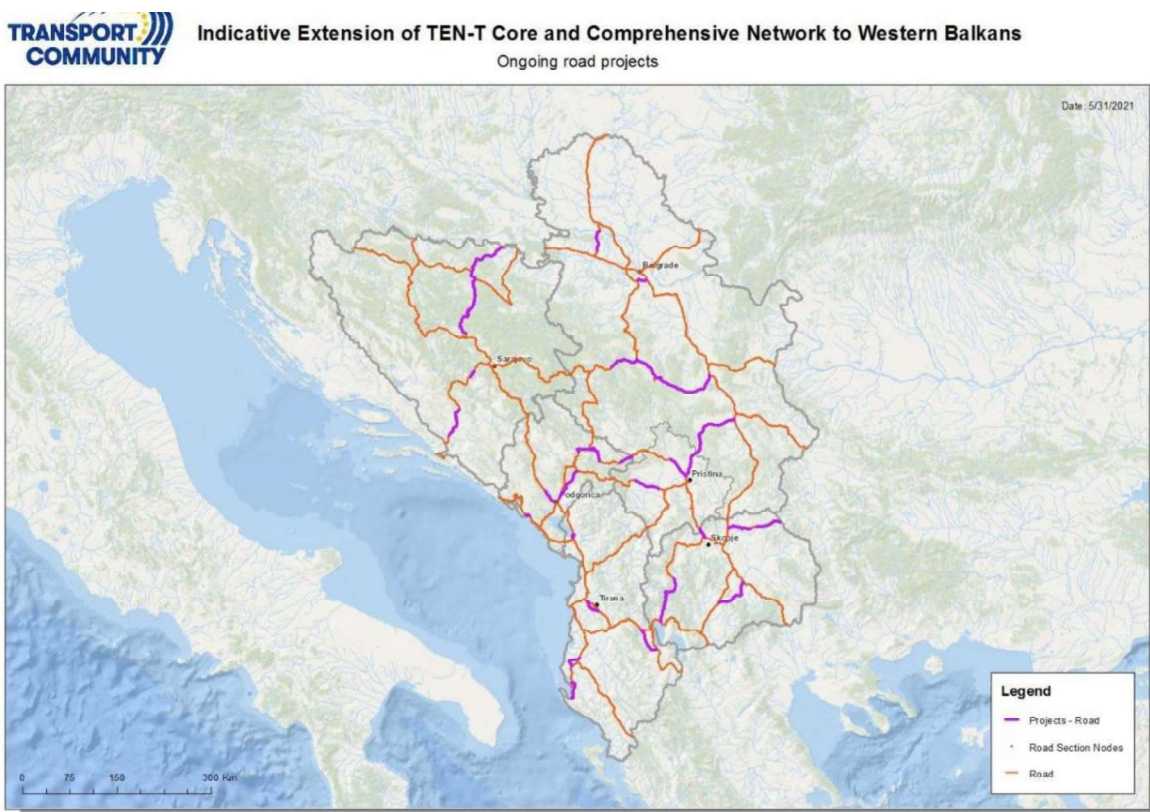 TRANSPORT
COMMUNITY
Indicative Extension of TEN-T Core and Comprehensive Network to Western Balkans
Ongoing road projects
Date: 5/31/2021
Belgrade
Sarajevo
Pristina
odgorica
Skopje
Tirana
Legend
Projects - Road
Road Section Nodes
Road
0 75 150 300 Km